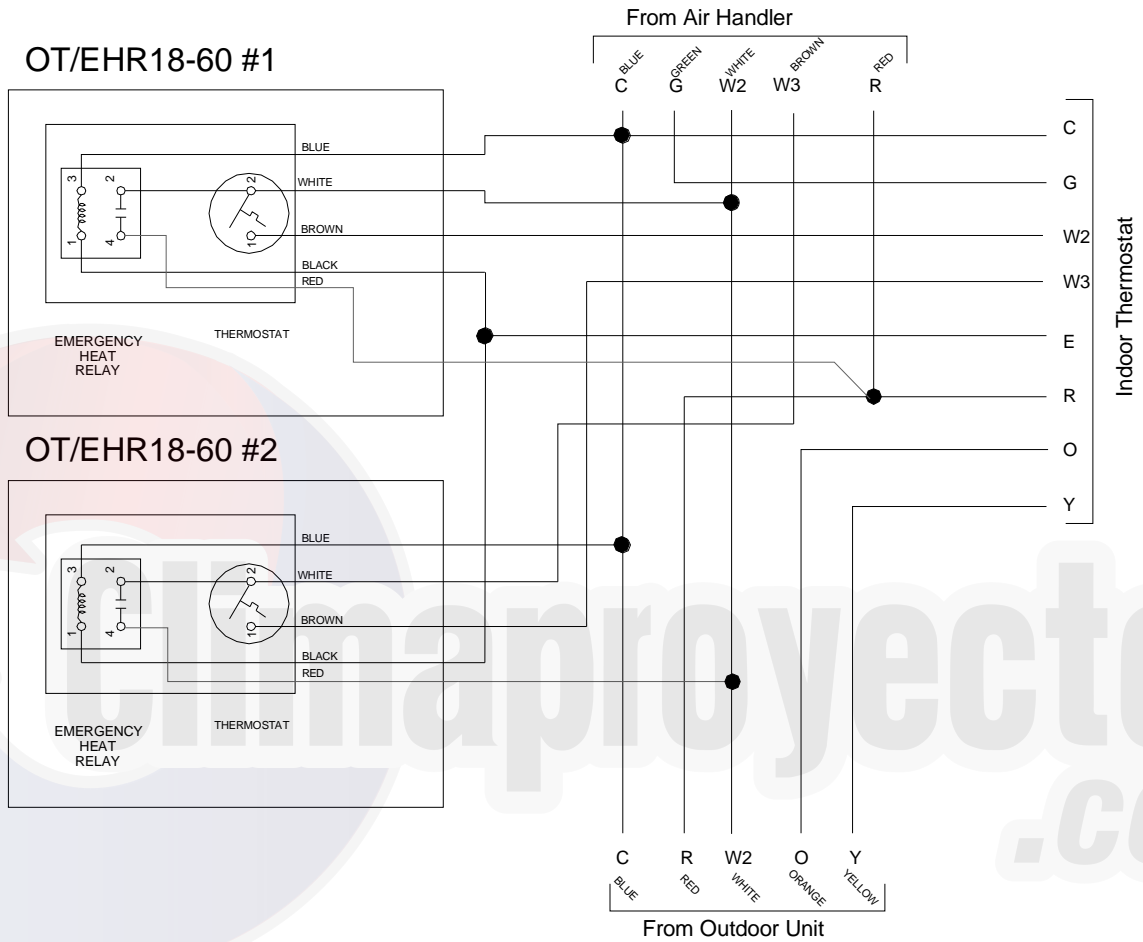 From Air Handler
BLUE GREEN WHITE BROWN RED
C G W2 W3 R
OT/EHR18-60 #1
3 2 2
1 4 1
BLUE
WHITE
BROWN
BLACK
RED
EMERGENCY
HEAT
RELAY
THERMOSTAT
C
G
W2
W3
E
R
O
Y
Indoor Thermostat
OT/EHR18-60 #2
3 2 2
1 4 1
BLUE
WHITE
BROWN
BLACK
RED
EMERGENCY
HEAT
RELAY
THERMOSTAT
C R W2 O Y
BLUE RED WHITE ORANGE YELLOW
From Outdoor Unit
Climaproyecto
.co